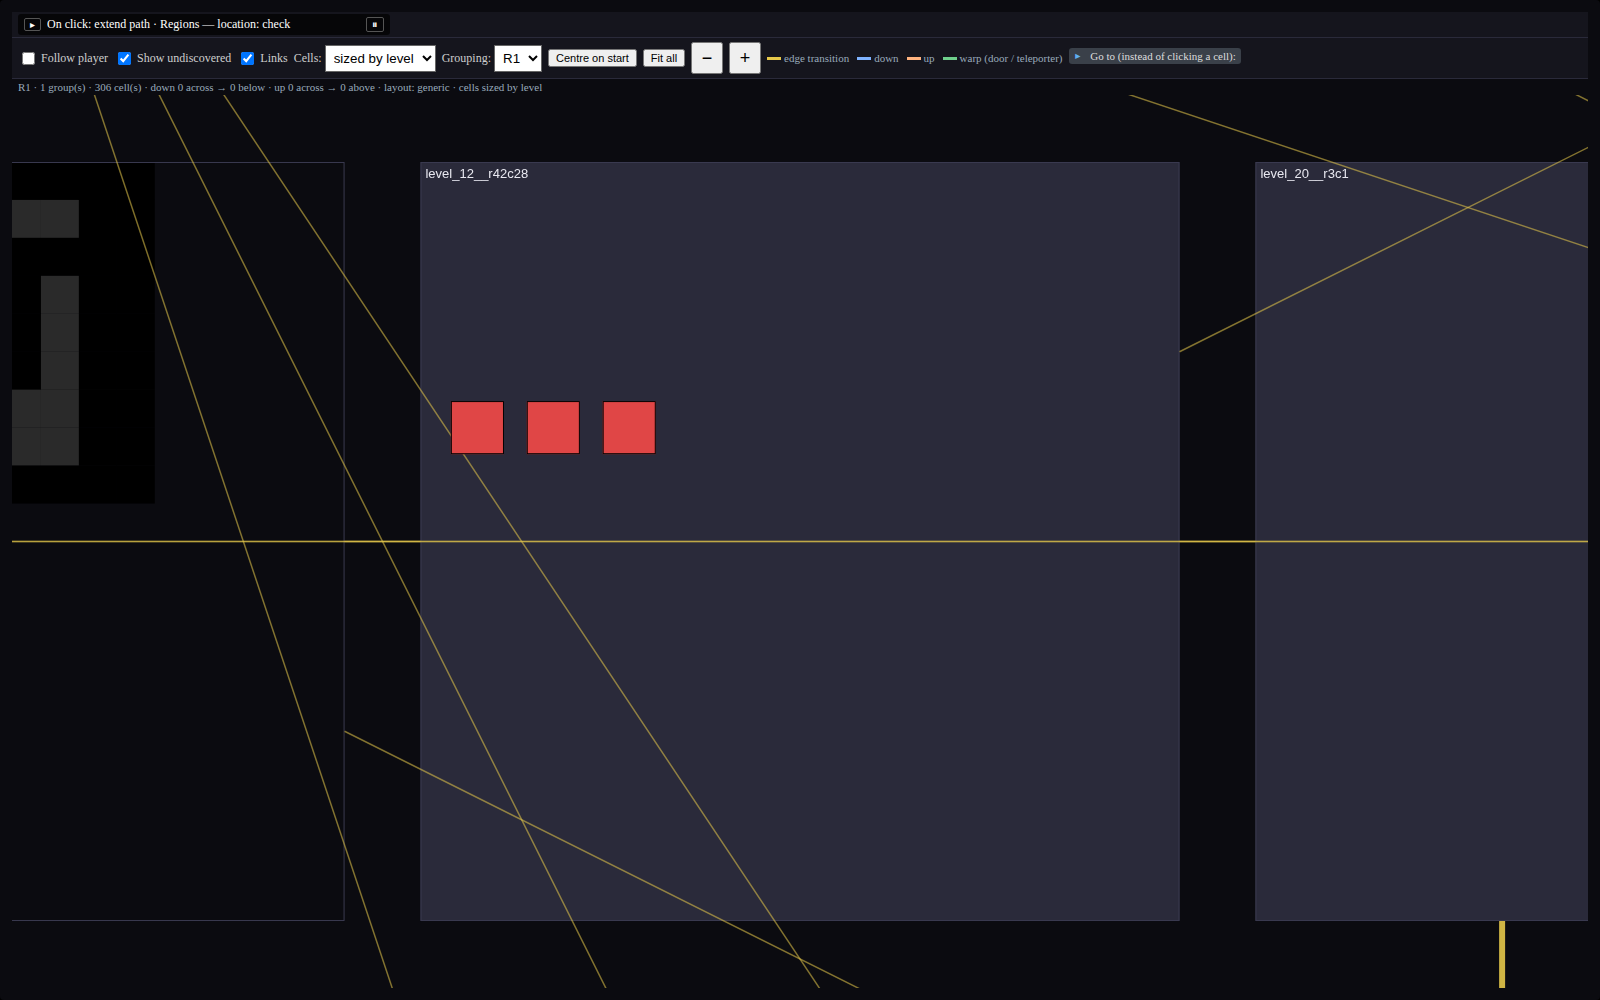 On click: extend path · Regions — location: check
Follow player Show undiscovered Links Cells: sized by level Grouping: R1 Centre on start Fit all − + edge transition down up warp (door / teleporter) Go to (instead of clicking a cell):
R1 · 1 group(s) · 306 cell(s) · down 0 across → 0 below · up 0 across → 0 above · layout: generic · cells sized by level
level_12__r42c28
level_20__r3c1